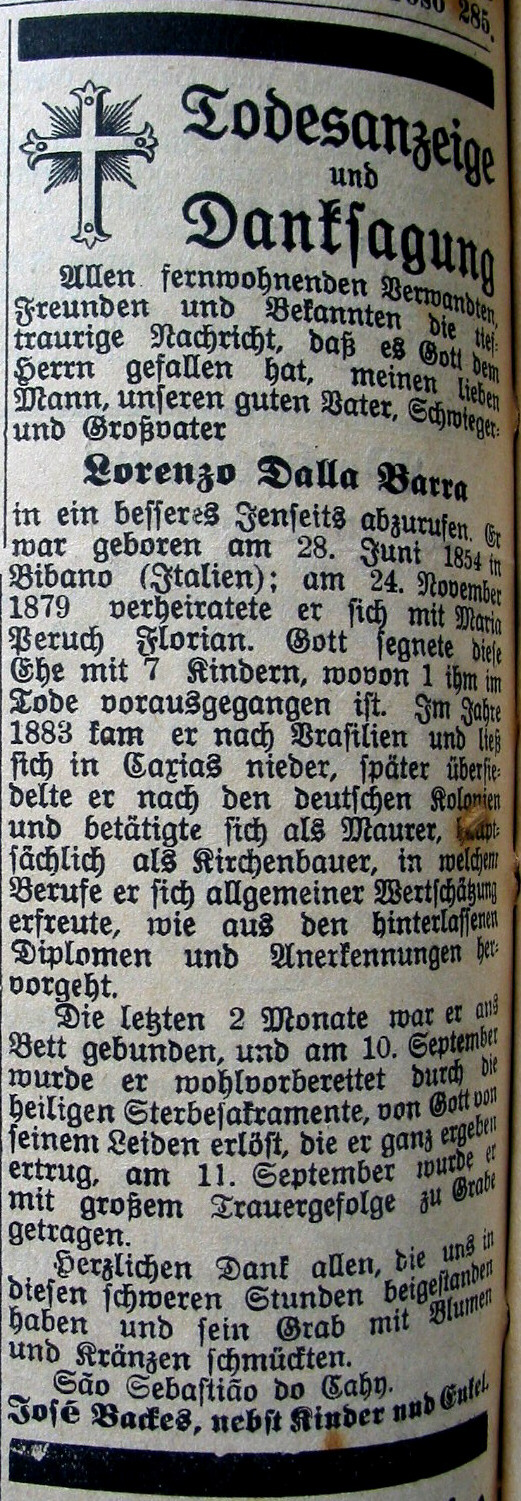 285.
Todesanzeige
und
Danksagung
Allen fernwohnenden Verwandten,
Freunden und Bekannten die tief-
traurige Nachricht, daß es Gott dem
Herrn gefallen hat, meinen lieben
Mann, unseren guten Vater, Schwieger-
und Großvater
Lorenzo Dalla Barra
in ein besseres Jenseits abzurufen. Er
war geboren am 28. Juni 1854 in
Bibano (Italien); am 24. November
1879 verheiratete er sich mit Maria
Peruch Florian. Gott segnete diese
Ehe mit 7 Kindern, wovon 1 ihm im
Tode vorausgegangen ist. Im Jahre
1883 kam er nach Brasilien und ließ
sich in Caxias nieder, später übersie-
delte er nach den deutschen Kolonien
und betätigte sich als Maurer, haupt-
sächlich als Kirchenbauer, in welchem
Berufe er sich allgemeiner Wertschätzung
erfreute, wie aus den hinterlassenen
Diplomen und Anerkennungen her-
vorgeht.
Die letzten 2 Monate war er ans
Bett gebunden, und am 10. September
wurde er wohlvorbereitet durch die
heiligen Sterbesakramente, von Gott von
seinem Leiden erlöst, die er ganz ergeben
ertrug, am 11. September wurde er
mit großem Trauergefolge zu Grabe
getragen.
Herzlichen Dank allen, die uns in
diesen schweren Stunden beigestanden
haben und sein Grab mit Blumen
und Kränzen schmückten.
São Sebastião do Cahy.
José Backes, nebst Kinder nnd Enkel.